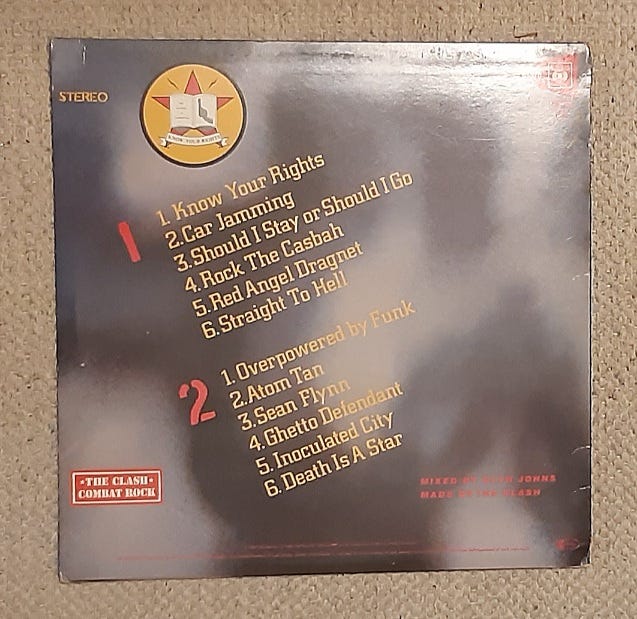 STEREO
KNOW YOUR RIGHTS
1
1. Know Your Rights
2.Car Jamming
3.Should I Stay or Should I Go
4.Rock The Casbah
5.Red Angel Dragnet
6.Straight To Hell
2
1. Overpowered by Funk
2.Atom Tan
3.Sean Flynn
4.Ghetto Defendant
5. Inoculated City
6. Death Is A Star
THE CLASH
COMBAT ROCK
MIXED BY JOHNS
MADE BY THE CLASH